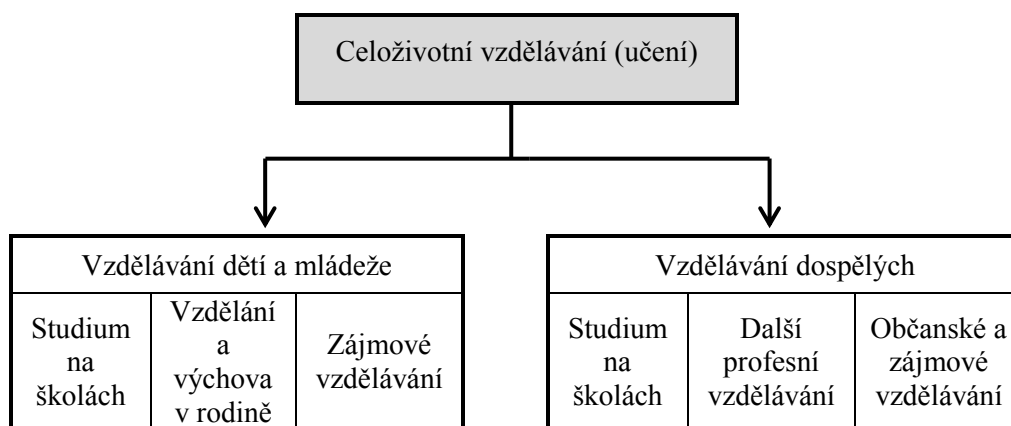 Celoživotní vzdělávání (učení)
Vzdělávání dětí a mládeže
Studium
na
školách
Vzdělání
a
výchova
v rodině
Zájmové
vzdělávání
Vzdělávání dospělých
Studium
na
školách
Další
profesní
vzdělávání
Občanské a
zájmové
vzdělávání